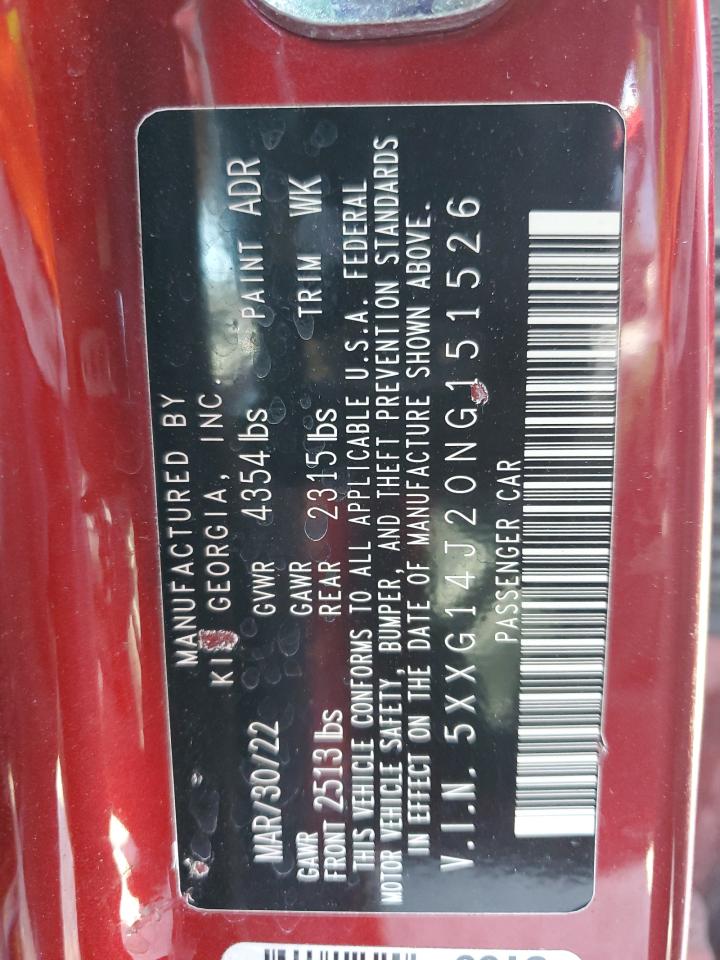 MANUFACTURED BY
KIA GEORGIA, INC.
MAR/30/22 GVWR 4354 lbs PAINT ADR
GAWR GAWR
FRONT 2513 lbs REAR 2315 lbs TRIM WK
THIS VEHICLE CONFORMS TO ALL APPLICABLE U.S.A. FEDERAL
MOTOR VEHICLE SAFETY, BUMPER, AND THEFT PREVENTION STANDARDS
IN EFFECT ON THE DATE OF MANUFACTURE SHOWN ABOVE.
V.I.N. 5XXG14J20NG151526
PASSENGER CAR